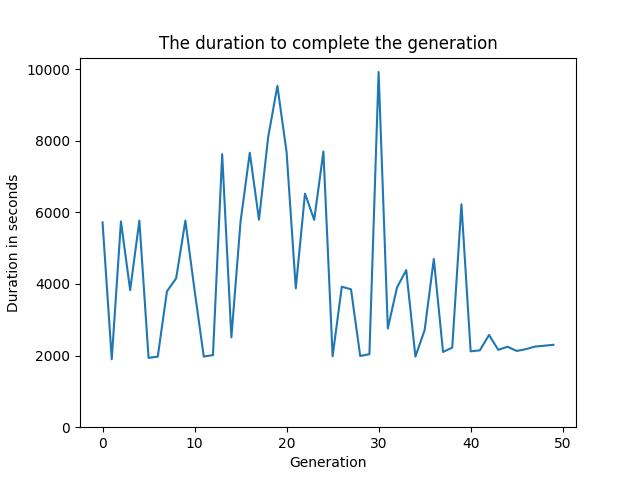 The duration to complete the generation
10000
8000
6000
4000
2000
0
Duration in seconds
0 10 20 30 40 50
Generation